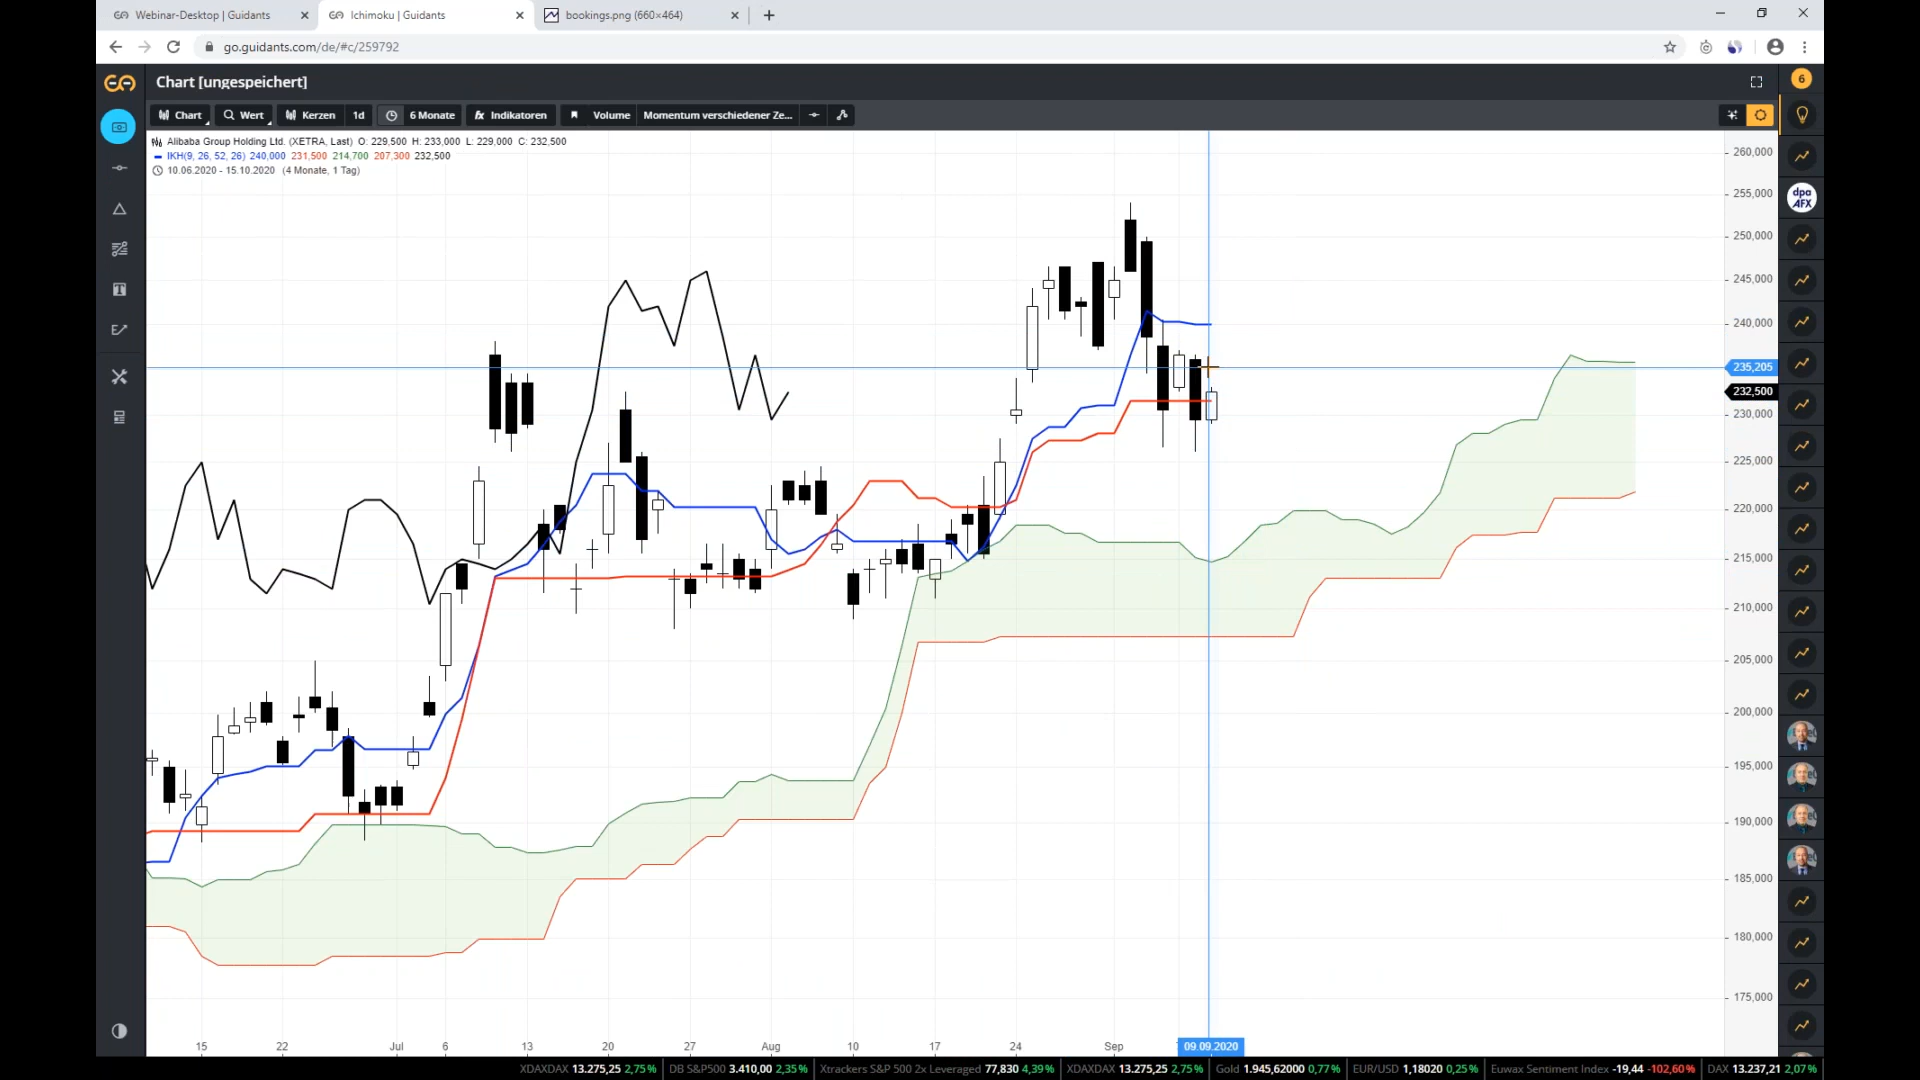 Webinar-Desktop | Guidants
Ichimoku | Guidants
bookings.png (660×464)
go.guidants.com/de/#c/259792
Chart [ungespeichert]
6
Chart
Wert
Kerzen
1d
6 Monate
fx Indikatoren
Volume
Momentum verschiedener Ze...
Alibaba Group Holding Ltd. (XETRA, Last) O: 229,500 H: 233,000 L: 229,000 C: 232,500
IKH(9, 26, 52, 26) 240,000 231,500 214,700 207,300 232,500
10.06.2020 - 15.10.2020 (4 Monate, 1 Tag)
dpa
AFX
260,000
255,000
250,000
245,000
240,000
235,205
232,500
230,000
225,000
220,000
215,000
210,000
205,000
200,000
195,000
190,000
185,000
180,000
175,000
15
22
Jul
6
13
20
27
Aug
10
17
24
Sep
09.09.2020
XDAXDAX 13.275,25 2,75%
DB S&P500 3.410,00 2,35%
Xtrackers S&P 500 2x Leveraged 77,830 4,39%
XDAXDAX 13.275,25 2,75%
Gold 1.945,62000 0,77%
EUR/USD 1,18020 0,25%
Euwax Sentiment Index -19,44 -102,60%
DAX 13.237,21 2,07%